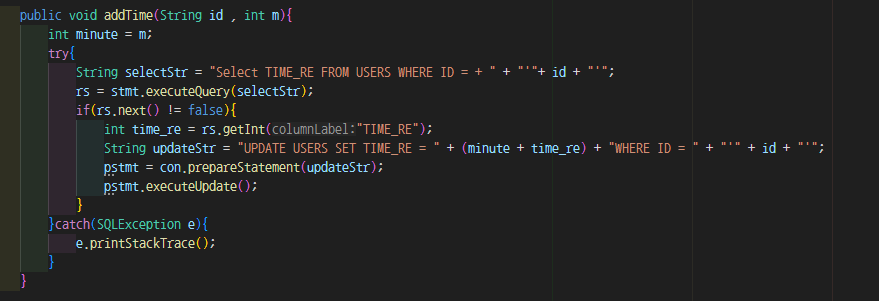 public void addTime(String id , int m){
int minute = m;
try{
String selectStr = "Select TIME_RE FROM USERS WHERE ID = + " + "'"+ id + "'";
rs = stmt.executeQuery(selectStr);
if(rs.next() != false){
int time_re = rs.getInt(columnLabel:"TIME_RE");
String updateStr = "UPDATE USERS SET TIME_RE = " + (minute + time_re) + "WHERE ID = " + "'" + id + "'";
pstmt = con.prepareStatement(updateStr);
pstmt.executeUpdate();
}
}catch(SQLException e){
e.printStackTrace();
}
}